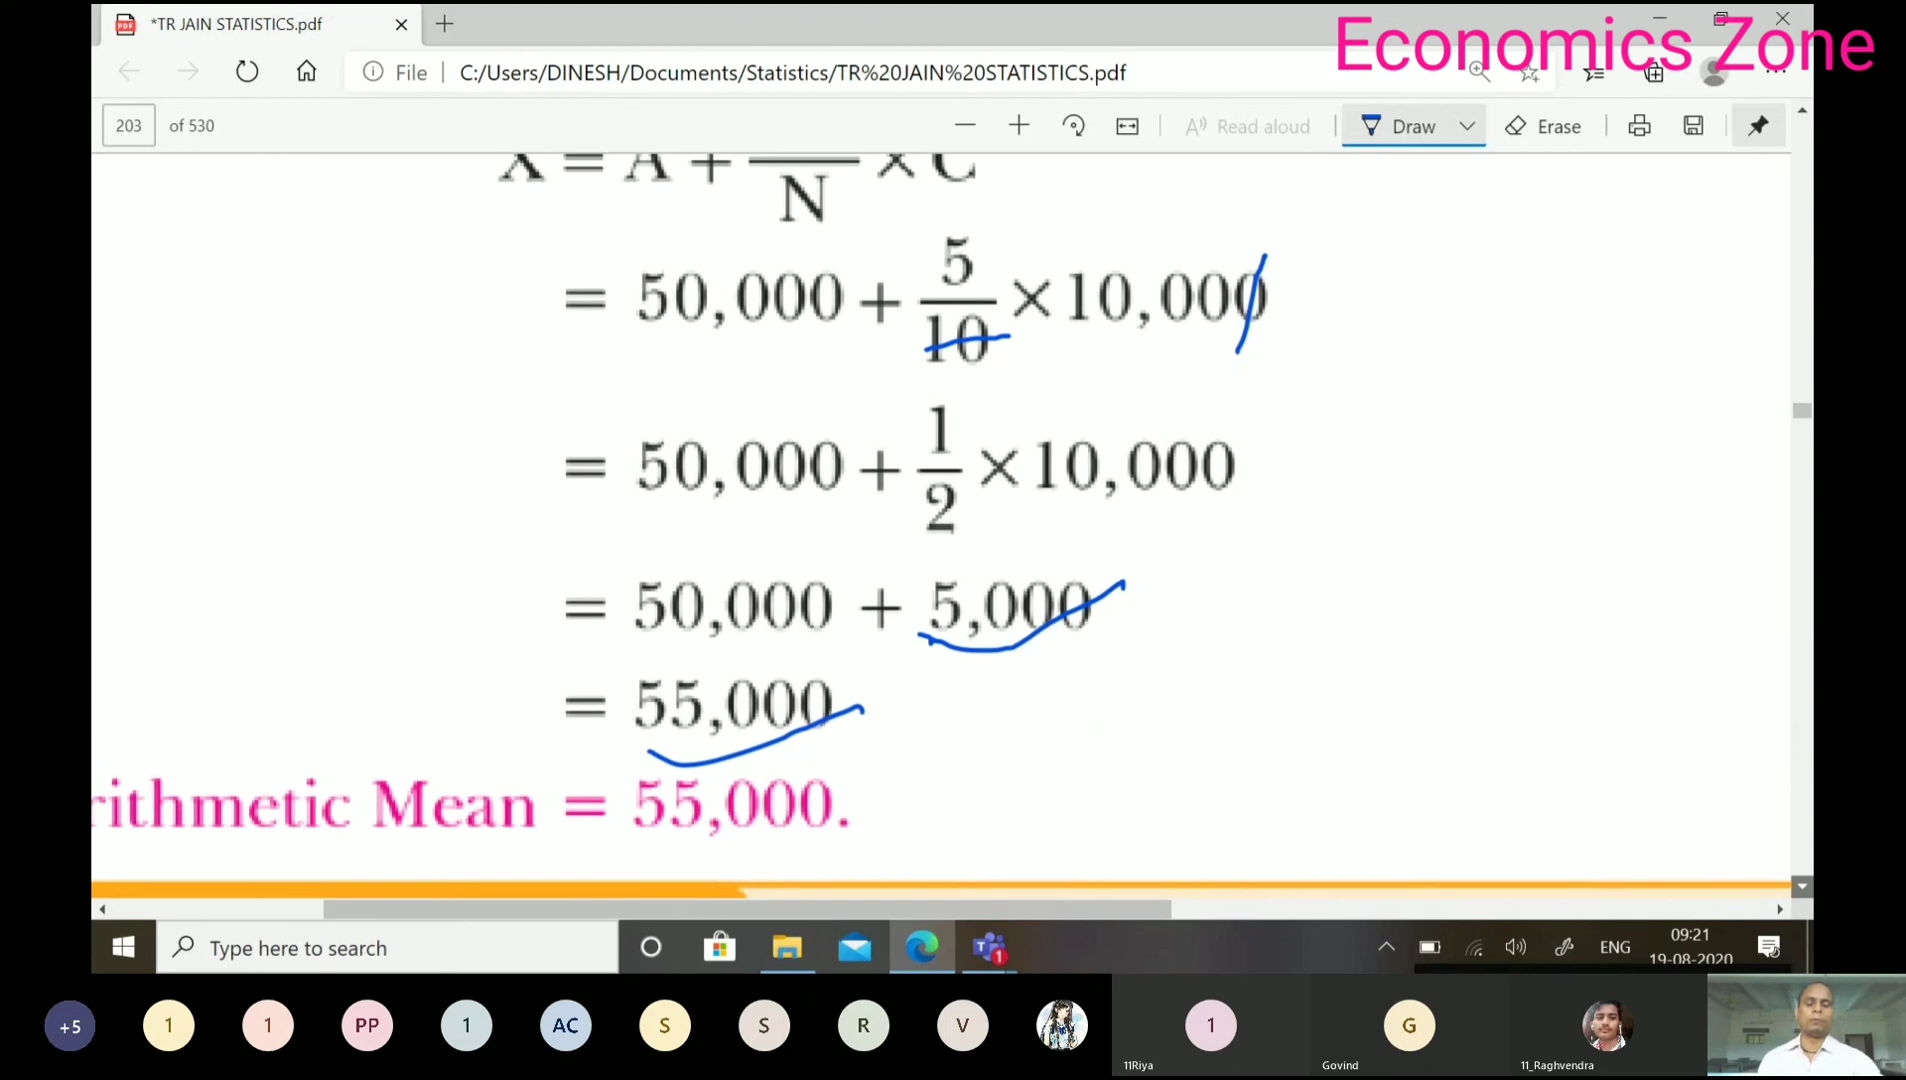 *TR JAIN STATISTICS.pdf
Economics Zone
File
C:/Users/DINESH/Documents/Statistics/TR%20JAIN%20STATISTICS.pdf
203 of 530
Read aloud
Draw
Erase
X = A + — × C
N
= 50,000 + 5/10 × 10,000
= 50,000 + 1/2 × 10,000
= 50,000 + 5,000
= 55,000
rithmetic Mean = 55,000.
Type here to search
1
ENG
09:21
19-08-2020
+5
1
1
PP
1
AC
S
S
R
V
1
G
11Riya
Govind
11_Raghvendra